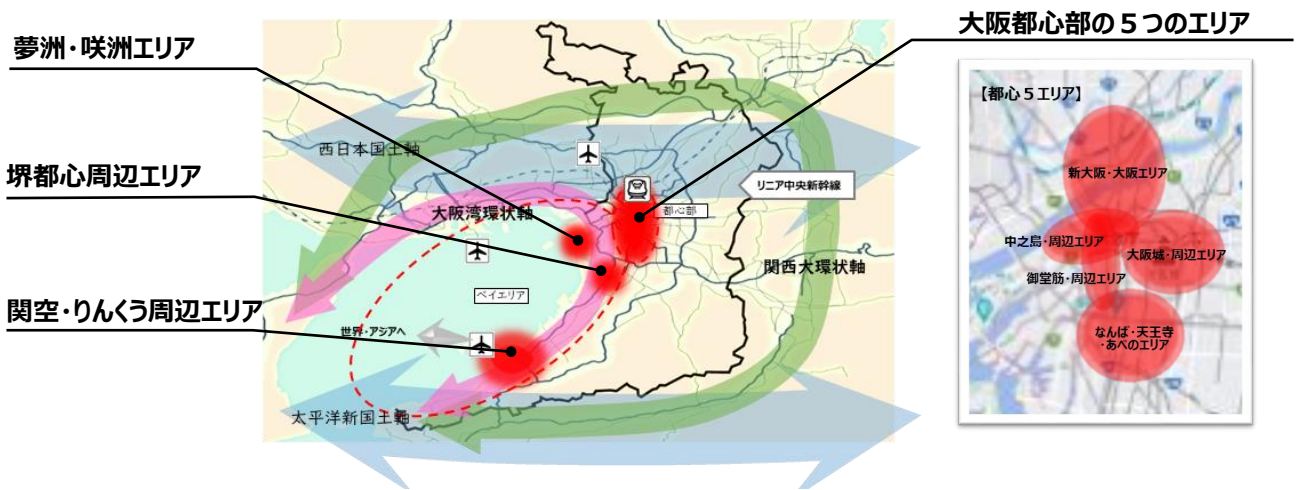 夢洲・咲洲エリア
堺都心周辺エリア
関空・りんくう周辺エリア
大阪都心部の５つのエリア
西日本国土軸
リニア中央新幹線
都心部
大阪湾環状軸
関西大環状軸
ベイエリア
世界・アジアへ
太平洋新国土軸
【都心５エリア】
新大阪・大阪エリア
中之島・周辺エリア
大阪城・周辺エリア
御堂筋・周辺エリア
なんば・天王寺
・あべのエリア